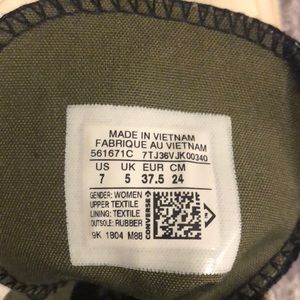 MADE IN VIETNAM
FABRIQUE AU VIETNAM
561671C 7TJ36VJK00340
US UK EUR CM
7 5 37.5 24
GENDER: WOMEN
UPPER:TEXTILE
LINING: TEXTILE
OUTSOLE: RUBBER
9K 1804 M88
CONVERSE